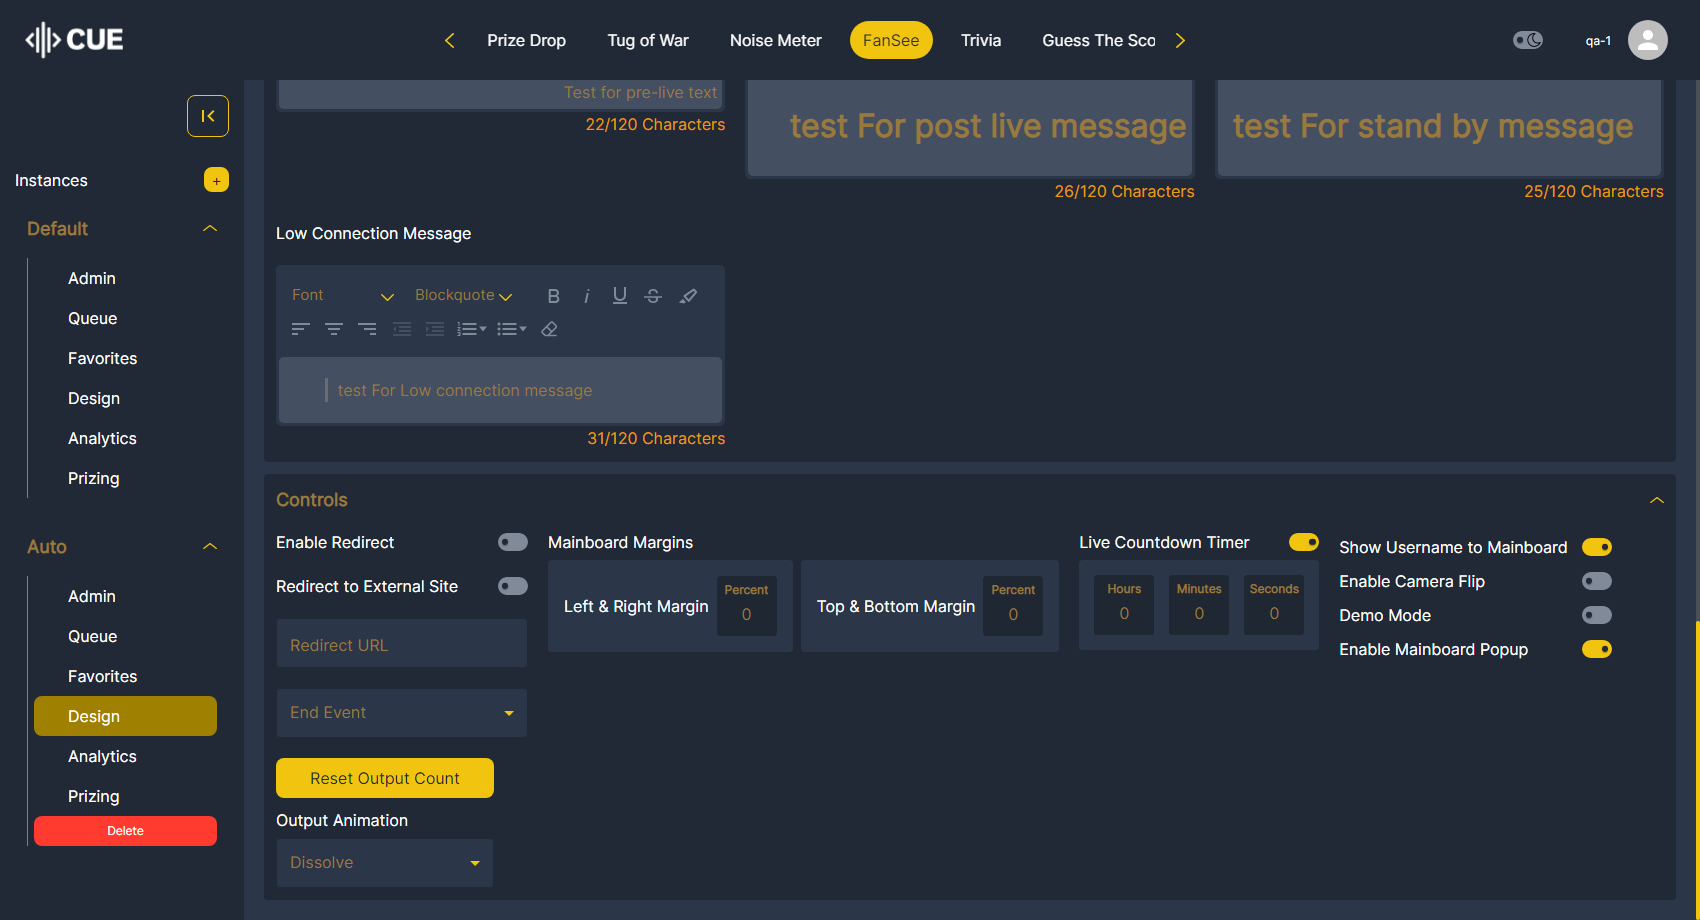 CUE
Prize Drop
Tug of War
Noise Meter
FanSee
Trivia
Guess The Sco
qa-1
Instances
+
Default
Admin
Queue
Favorites
Design
Analytics
Prizing
Auto
Admin
Queue
Favorites
Design
Analytics
Prizing
Delete
Test for pre-live text
22/120 Characters
test For post live message
26/120 Characters
test For stand by message
25/120 Characters
Low Connection Message
Font
Blockquote
B
i
U
S
test For Low connection message
31/120 Characters
Controls
Enable Redirect
Redirect to External Site
Redirect URL
End Event
Reset Output Count
Output Animation
Dissolve
Mainboard Margins
Left & Right Margin
Percent
0
Top & Bottom Margin
Percent
0
Live Countdown Timer
Hours
0
Minutes
0
Seconds
0
Show Username to Mainboard
Enable Camera Flip
Demo Mode
Enable Mainboard Popup